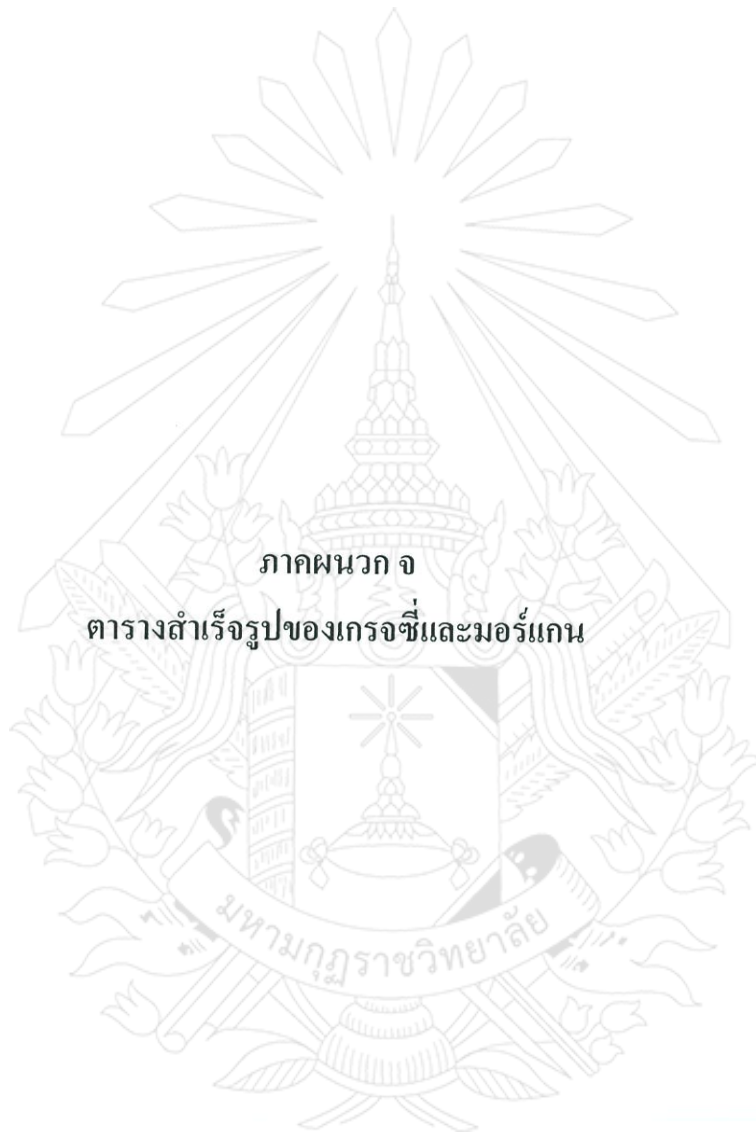 ภาคผนวก จ
ตารางสำเร็จรูปของเกรจซี่และมอร์แกน
มหามกุฏราชวิทยาลัย